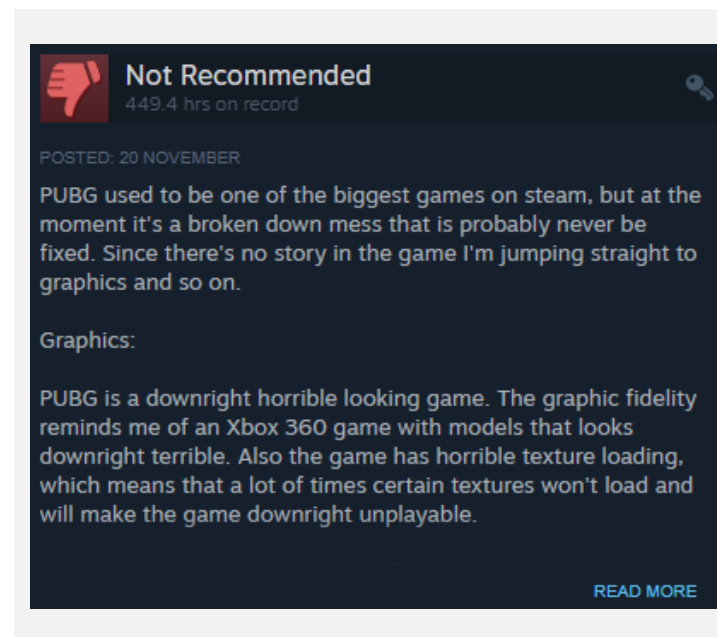 Not Recommended
449.4 hrs on record
POSTED: 20 NOVEMBER
PUBG used to be one of the biggest games on steam, but at the
moment it's a broken down mess that is probably never be
fixed. Since there's no story in the game I'm jumping straight to
graphics and so on.
Graphics:
PUBG is a downright horrible looking game. The graphic fidelity
reminds me of an Xbox 360 game with models that looks
downright terrible. Also the game has horrible texture loading,
which means that a lot of times certain textures won't load and
will make the game downright unplayable.
READ MORE